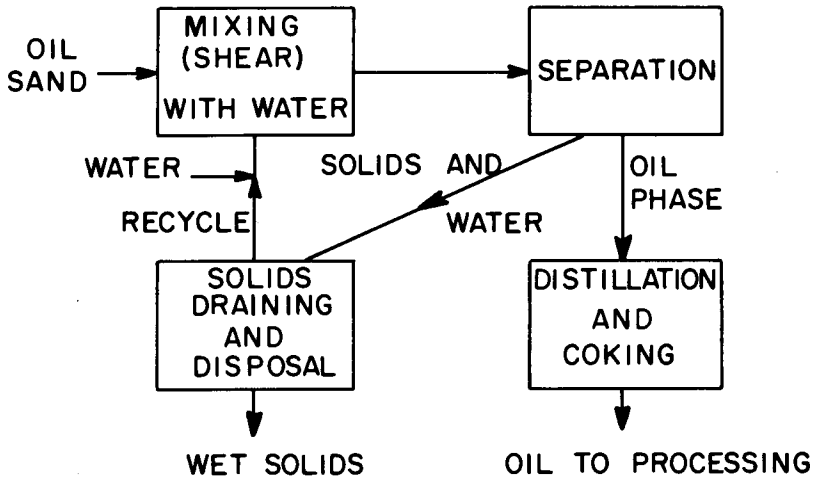 OIL
SAND
MIXING
(SHEAR)
WITH WATER
SEPARATION
WATER
RECYCLE
SOLIDS AND
WATER
OIL
PHASE
SOLIDS
DRAINING
AND
DISPOSAL
DISTILLATION
AND
COKING
WET SOLIDS
OIL TO PROCESSING